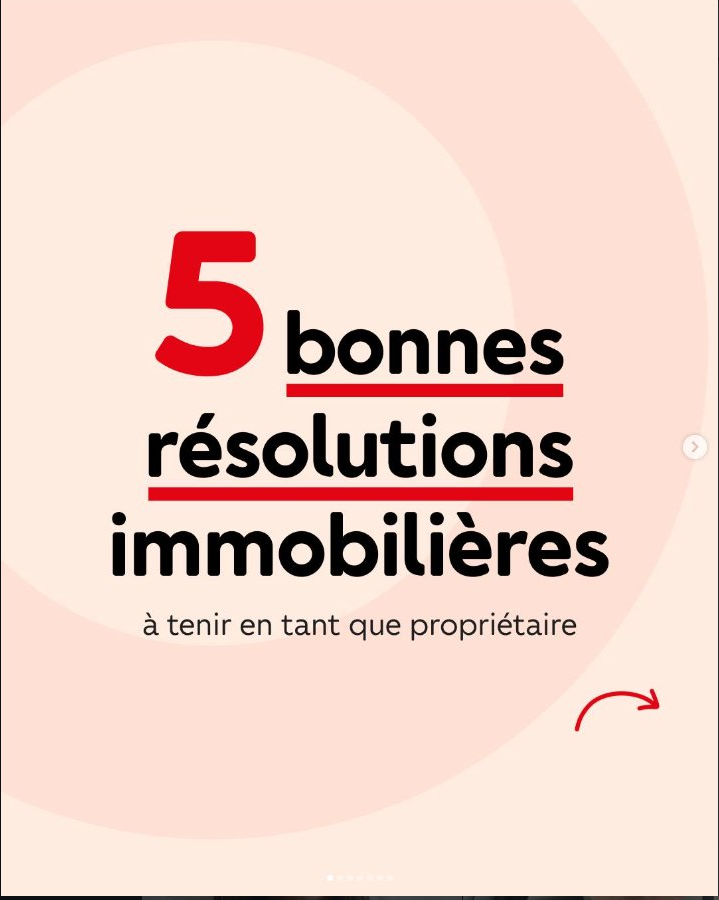 5 bonnes
résolutions
immobilières
à tenir en tant que propriétaire